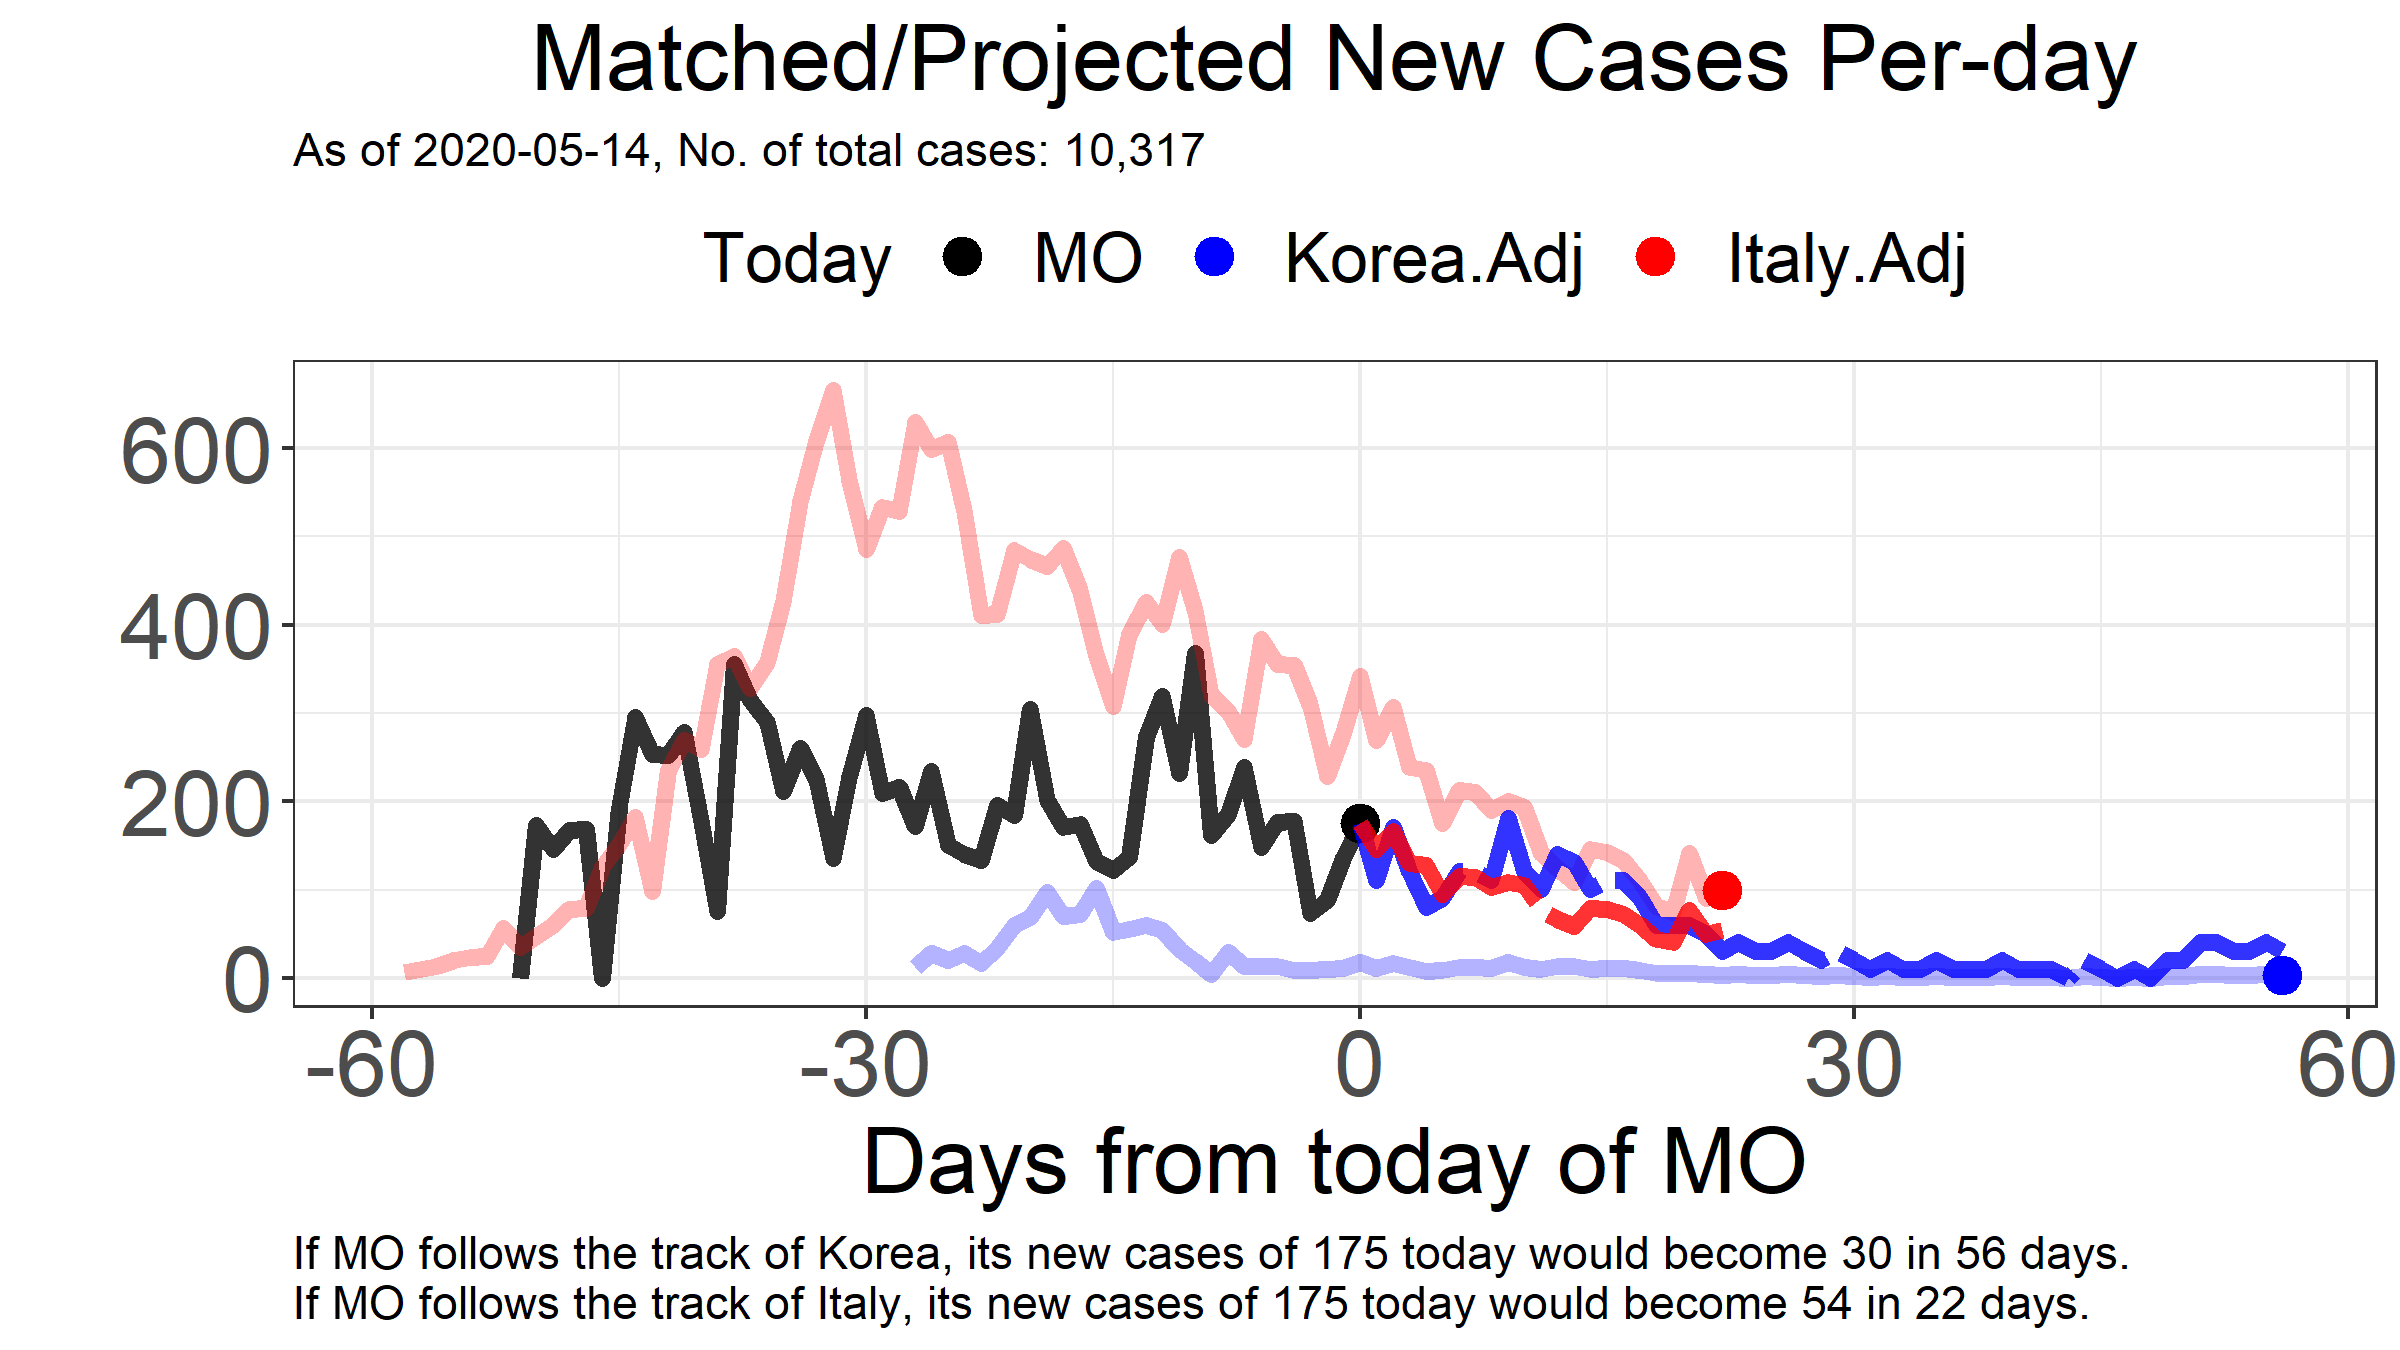 Matched/Projected New Cases Per-day
As of 2020-05-14, No. of total cases: 10,317
Today MO Korea.Adj Italy.Adj
600
400
200
0
-60 -30 0 30 60
Days from today of MO
If MO follows the track of Korea, its new cases of 175 today would become 30 in 56 days.
If MO follows the track of Italy, its new cases of 175 today would become 54 in 22 days.